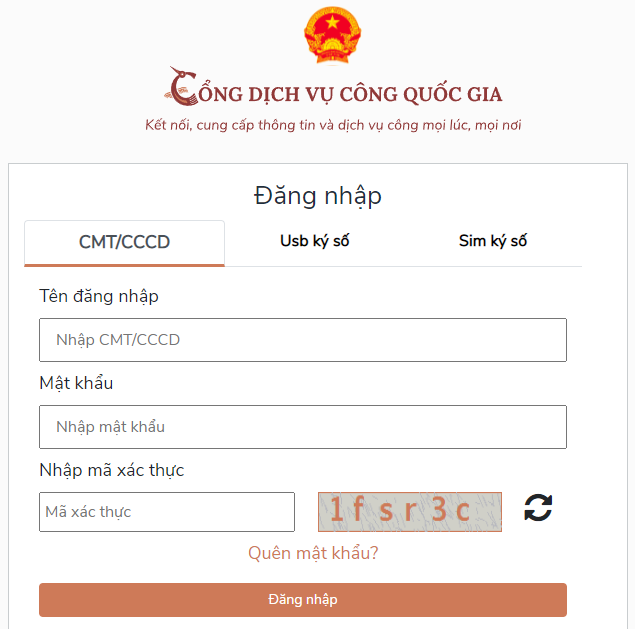 CỔNG DỊCH VỤ CÔNG QUỐC GIA
Kết nối, cung cấp thông tin và dịch vụ công mọi lúc, mọi nơi
Đăng nhập
CMT/CCCD Usb ký số Sim ký số
Tên đăng nhập
Nhập CMT/CCCD
Mật khẩu
Nhập mật khẩu
Nhập mã xác thực
Mã xác thực 1fsr3c
Quên mật khẩu?
Đăng nhập